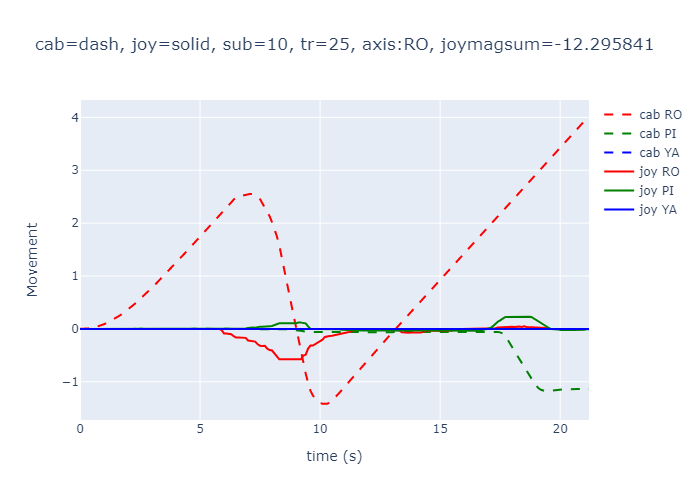 cab=dash, joy=solid, sub=10, tr=25, axis:RO, joymagsum=-12.295841
cab RO
cab PI
cab YA
joy RO
joy PI
joy YA
4
3
2
1
0
−1
Movement
0
5
10
15
20
time (s)